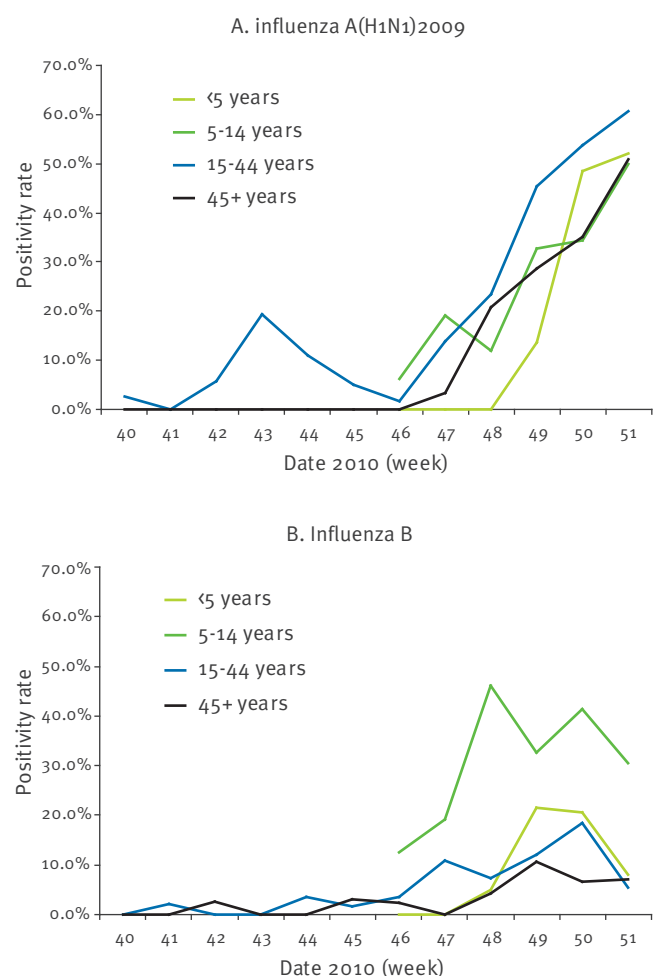 A. influenza A(H1N1)2009
70.0%
60.0%
50.0%
40.0%
30.0%
20.0%
10.0%
0.0%
Positivity rate
<5 years
5-14 years
15-44 years
45+ years
40 41 42 43 44 45 46 47 48 49 50 51
Date 2010 (week)
B. Influenza B
70.0%
60.0%
50.0%
40.0%
30.0%
20.0%
10.0%
0.0%
Positivity rate
<5 years
5-14 years
15-44 years
45+ years
40 41 42 43 44 45 46 47 48 49 50 51
Date 2010 (week)